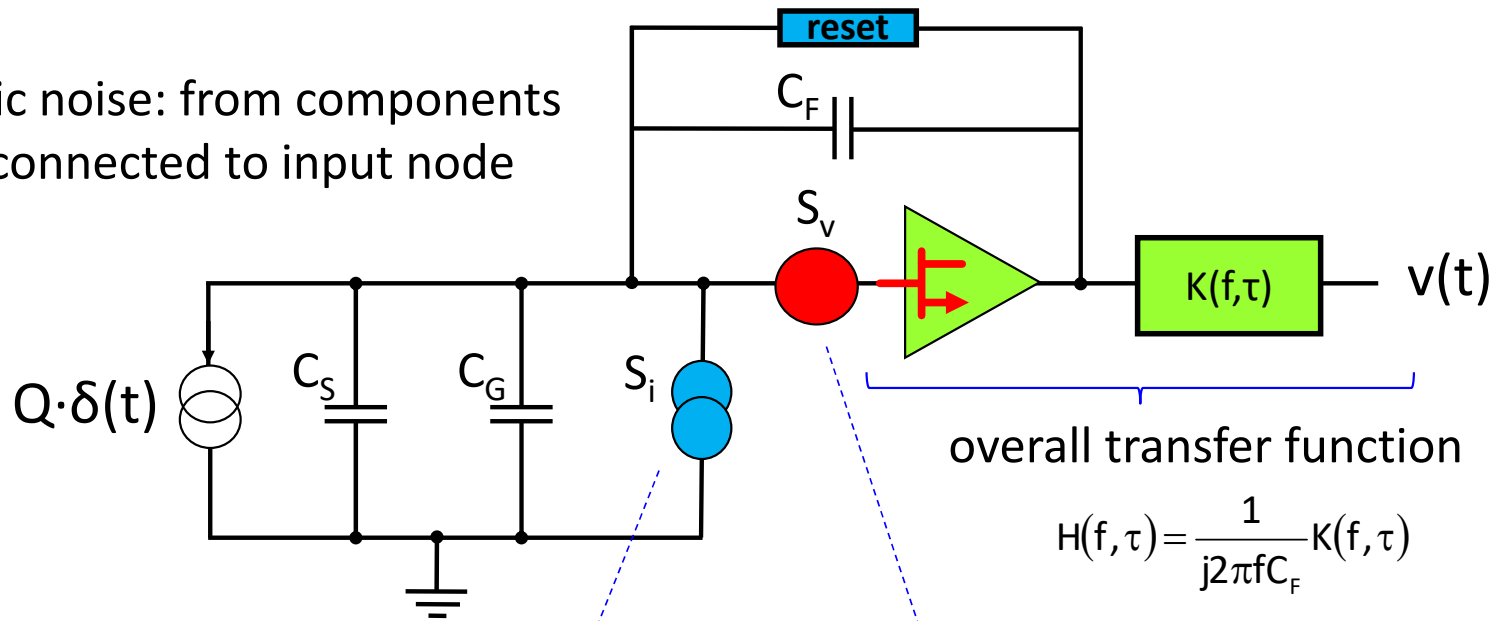 reset
ic noise: from components
connected to input node
C_F
S_v
K(f,τ)
v(t)
Q·δ(t)
C_S
C_G
S_i
overall transfer function
H(f,τ)= 1/(j2πfC_F) K(f,τ)